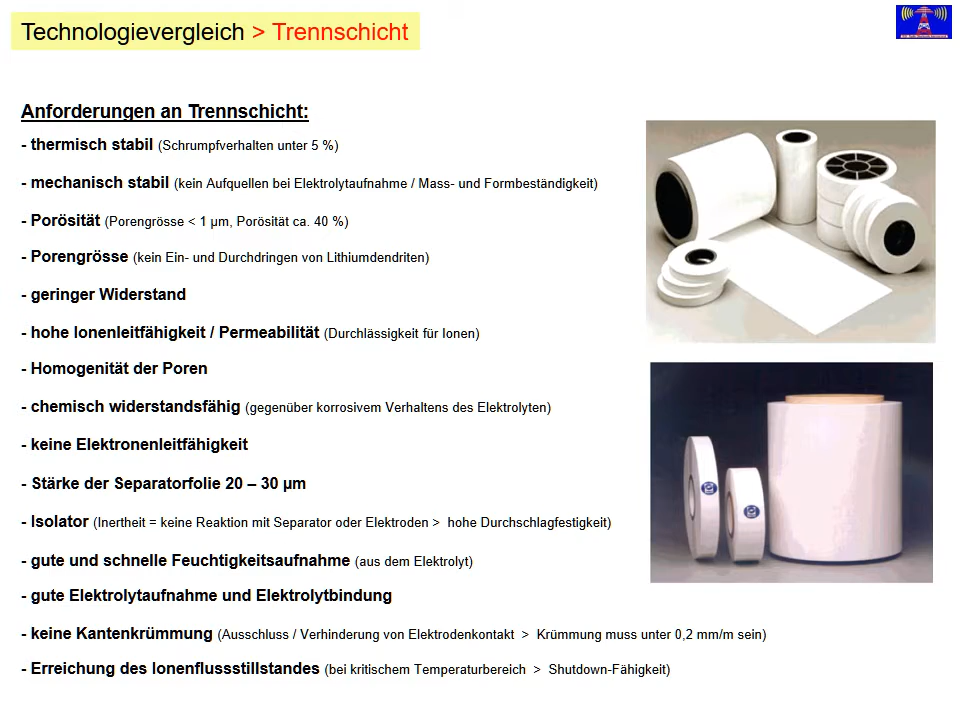 Technologievergleich > Trennschicht
Anforderungen an Trennschicht:
- thermisch stabil (Schrumpfverhalten unter 5 %)
- mechanisch stabil (kein Aufquellen bei Elektrolytaufnahme / Mass- und Formbeständigkeit)
- Porösität (Porengrösse < 1 µm, Porösität ca. 40 %)
- Porengrösse (kein Ein- und Durchdringen von Lithiumdendriten)
- geringer Widerstand
- hohe Ionenleitfähigkeit / Permeabilität (Durchlässigkeit für Ionen)
- Homogenität der Poren
- chemisch widerstandsfähig (gegenüber korrosivem Verhaltens des Elektrolyten)
- keine Elektronenleitfähigkeit
- Stärke der Separatorfolie 20 – 30 µm
- Isolator (Inertheit = keine Reaktion mit Separator oder Elektroden > hohe Durchschlagfestigkeit)
- gute und schnelle Feuchtigkeitsaufnahme (aus dem Elektrolyt)
- gute Elektrolytaufnahme und Elektrolytbindung
- keine Kantenkrümmung (Ausschluss / Verhinderung von Elektrodenkontakt > Krümmung muss unter 0,2 mm/m sein)
- Erreichung des Ionenflussstillstandes (bei kritischem Temperaturbereich > Shutdown-Fähigkeit)